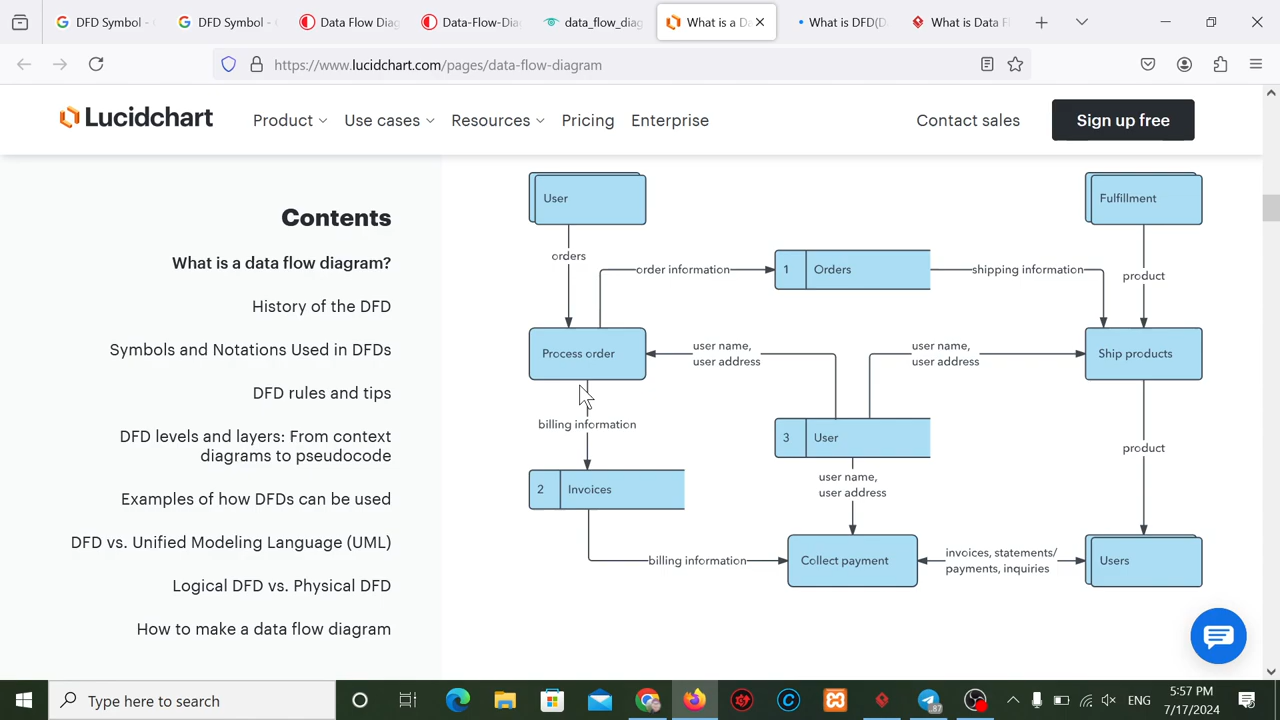 DFD Symbol -
DFD Symbol -
Data Flow Diag
Data-Flow-Dia
data_flow_diag
What is a Da
What is DFD(D
What is Data F
https://www.lucidchart.com/pages/data-flow-diagram
Lucidchart
Product
Use cases
Resources
Pricing
Enterprise
Contact sales
Sign up free
Contents
What is a data flow diagram?
History of the DFD
Symbols and Notations Used in DFDs
DFD rules and tips
DFD levels and layers: From context
diagrams to pseudocode
Examples of how DFDs can be used
DFD vs. Unified Modeling Language (UML)
Logical DFD vs. Physical DFD
How to make a data flow diagram
User
Fulfillment
orders
order information
1 Orders
shipping information
product
Process order
user name,
user address
user name,
user address
Ship products
billing information
3 User
product
user name,
user address
2 Invoices
billing information
Collect payment
invoices, statements/
payments, inquiries
Users
Type here to search
ENG
5:57 PM
7/17/2024